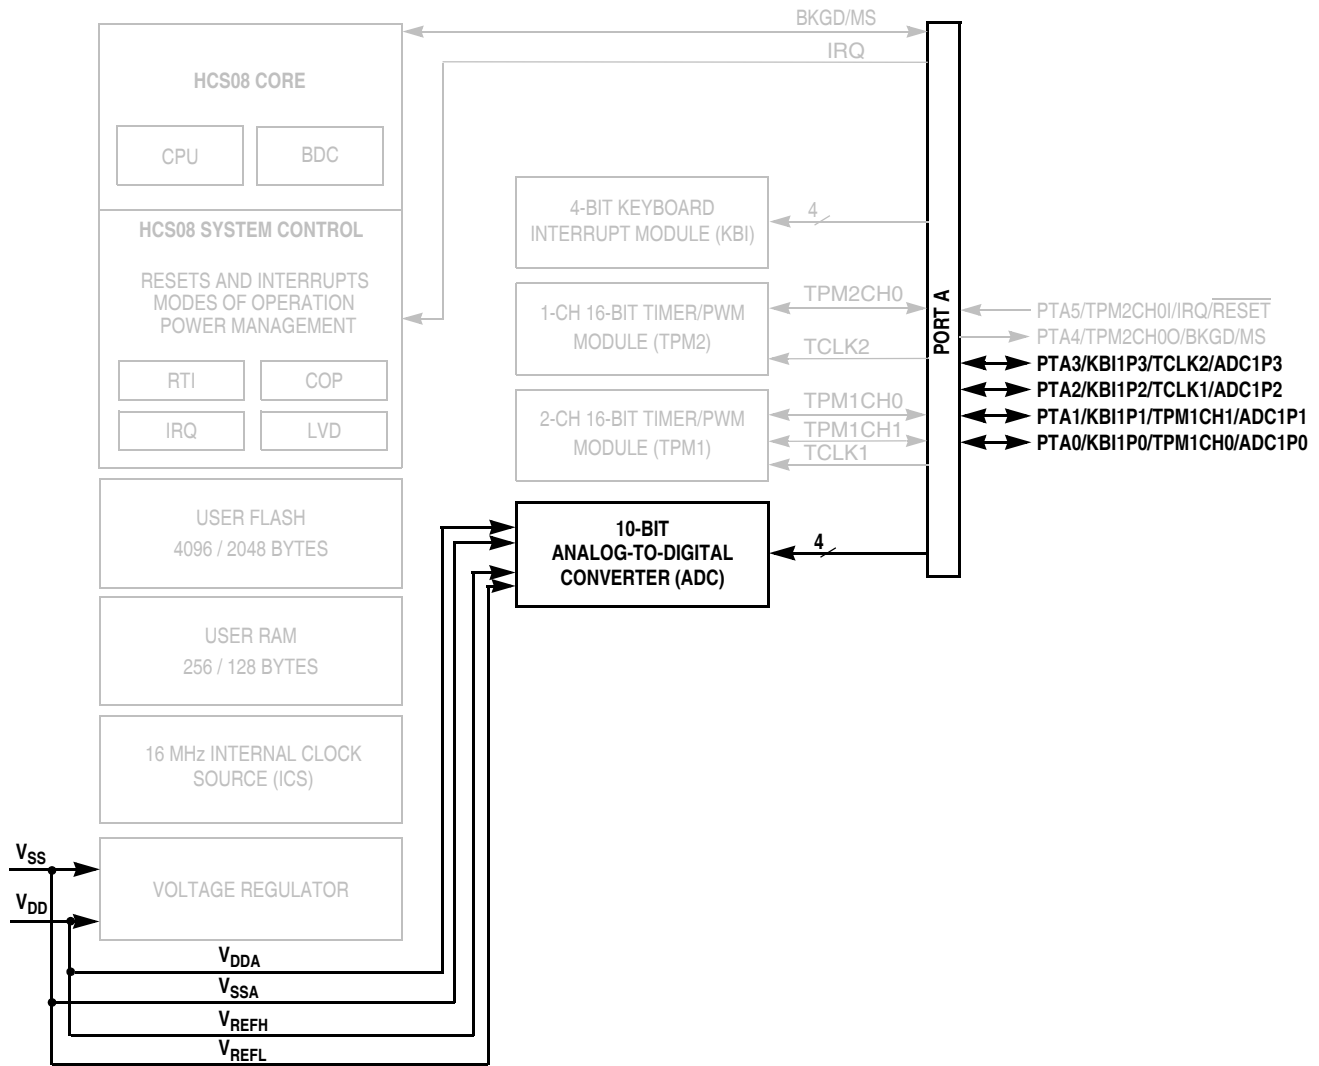 BKGD/MS
IRQ
HCS08 CORE
CPU
BDC
HCS08 SYSTEM CONTROL
RESETS AND INTERRUPTS
MODES OF OPERATION
POWER MANAGEMENT
RTI
COP
IRQ
LVD
USER FLASH
4096 / 2048 BYTES
USER RAM
256 / 128 BYTES
16 MHz INTERNAL CLOCK
SOURCE (ICS)
VOLTAGE REGULATOR
VSS
VDD
VDDA
VSSA
VREFH
VREFL
4-BIT KEYBOARD
INTERRUPT MODULE (KBI)
4
1-CH 16-BIT TIMER/PWM
MODULE (TPM2)
TPM2CH0
TCLK2
2-CH 16-BIT TIMER/PWM
MODULE (TPM1)
TPM1CH0
TPM1CH1
TCLK1
10-BIT
ANALOG-TO-DIGITAL
CONVERTER (ADC)
4
PORT A
PTA5/TPM2CH0I/IRQ/RESET
PTA4/TPM2CH0O/BKGD/MS
PTA3/KBI1P3/TCLK2/ADC1P3
PTA2/KBI1P2/TCLK1/ADC1P2
PTA1/KBI1P1/TPM1CH1/ADC1P1
PTA0/KBI1P0/TPM1CH0/ADC1P0